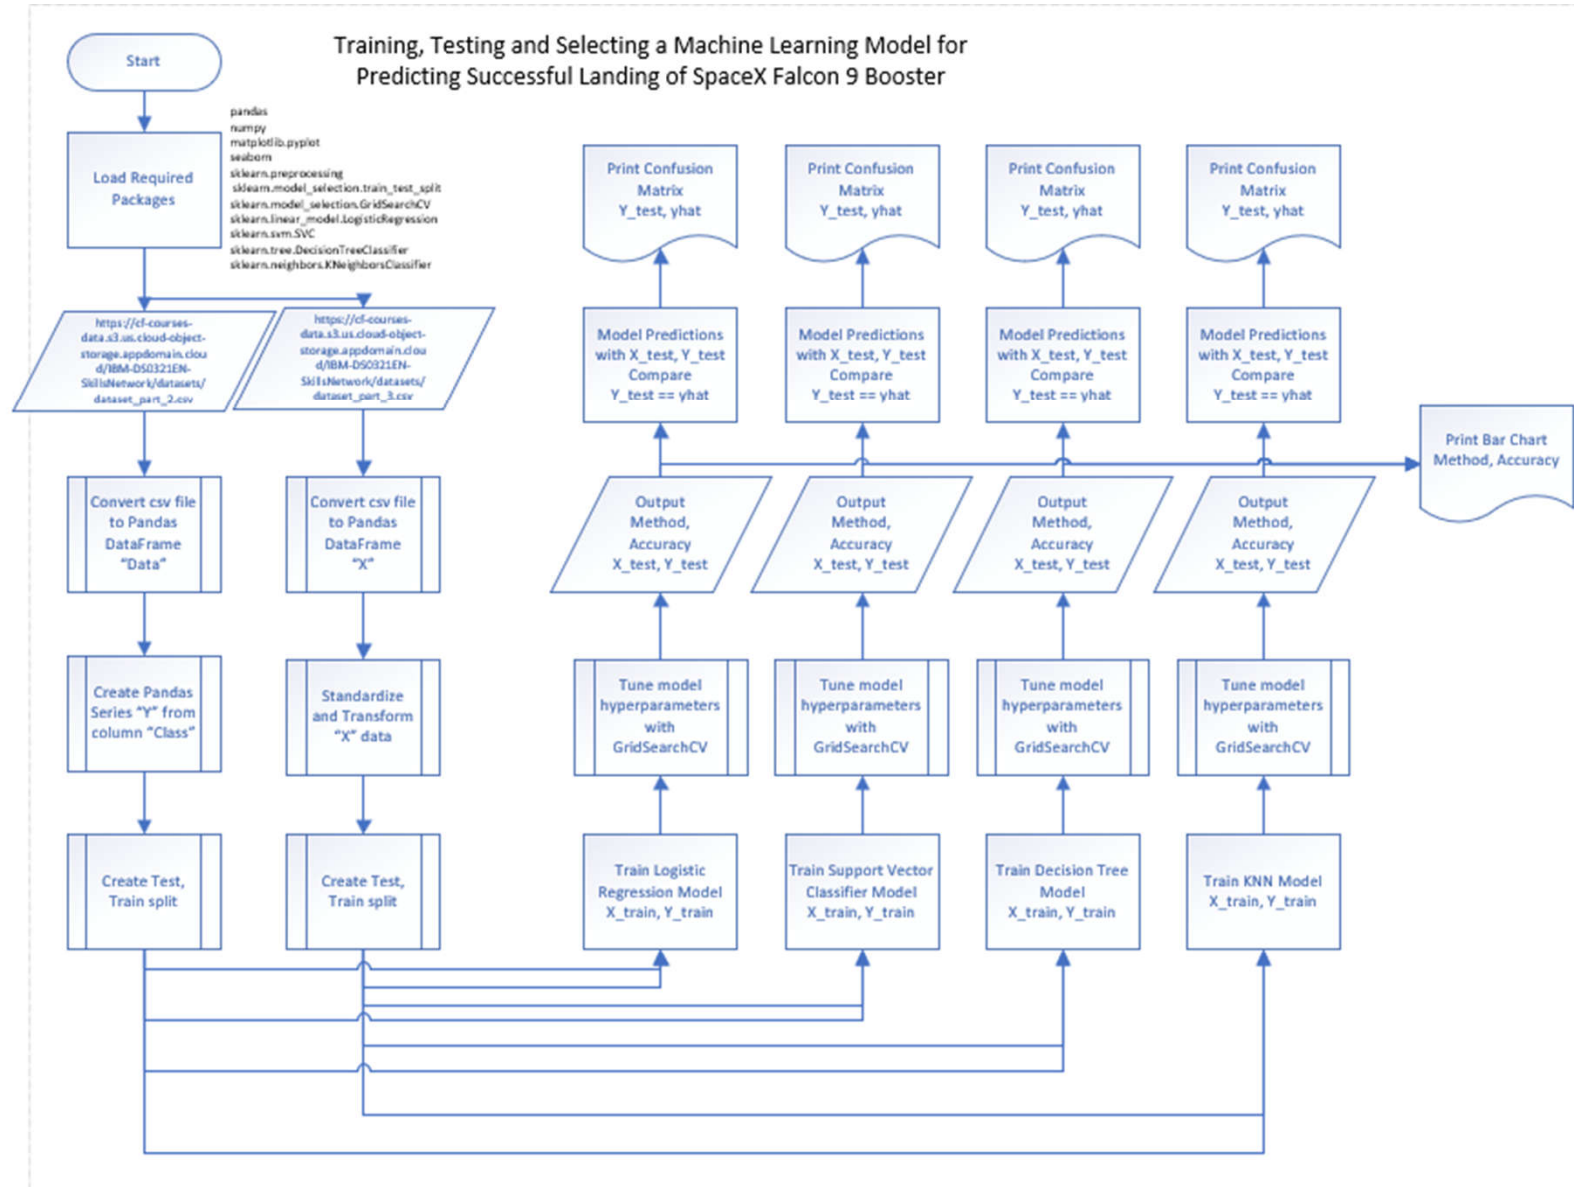 Training, Testing and Selecting a Machine Learning Model for
Predicting Successful Landing of SpaceX Falcon 9 Booster
Start
Load Required
Packages
pandas
numpy
matplotlib.pyplot
seaborn
sklearn.preprocessing
sklearn.model_selection.train_test_split
sklearn.model_selection.GridSearchCV
sklearn.linear_model.LogisticRegression
sklearn.svm.SVC
sklearn.tree.DecisionTreeClassifier
sklearn.neighbors.KNeighborsClassifier
https://cf-courses-
data.s3.us.cloud-object-
storage.appdomain.clou
d/IBM-DS0321EN-
SkillsNetwork/datasets/
dataset_part_2.csv
https://cf-courses-
data.s3.us.cloud-object-
storage.appdomain.clou
d/IBM-DS0321EN-
SkillsNetwork/datasets/
dataset_part_3.csv
Convert csv file
to Pandas
DataFrame
“Data”
Convert csv file
to Pandas
DataFrame
“X”
Create Pandas
Series “Y” from
column “Class”
Standardize
and Transform
“X” data
Create Test,
Train split
Create Test,
Train split
Print Confusion
Matrix
Y_test, yhat
Print Confusion
Matrix
Y_test, yhat
Print Confusion
Matrix
Y_test, yhat
Print Confusion
Matrix
Y_test, yhat
Model Predictions
with X_test, Y_test
Compare
Y_test == yhat
Model Predictions
with X_test, Y_test
Compare
Y_test == yhat
Model Predictions
with X_test, Y_test
Compare
Y_test == yhat
Model Predictions
with X_test, Y_test
Compare
Y_test == yhat
Print Bar Chart
Method, Accuracy
Output
Method,
Accuracy
X_test, Y_test
Output
Method,
Accuracy
X_test, Y_test
Output
Method,
Accuracy
X_test, Y_test
Output
Method,
Accuracy
X_test, Y_test
Tune model
hyperparameters
with
GridSearchCV
Tune model
hyperparameters
with
GridSearchCV
Tune model
hyperparameters
with
GridSearchCV
Tune model
hyperparameters
with
GridSearchCV
Train Logistic
Regression Model
X_train, Y_train
Train Support Vector
Classifier Model
X_train, Y_train
Train Decision Tree
Model
X_train, Y_train
Train KNN Model
X_train, Y_train